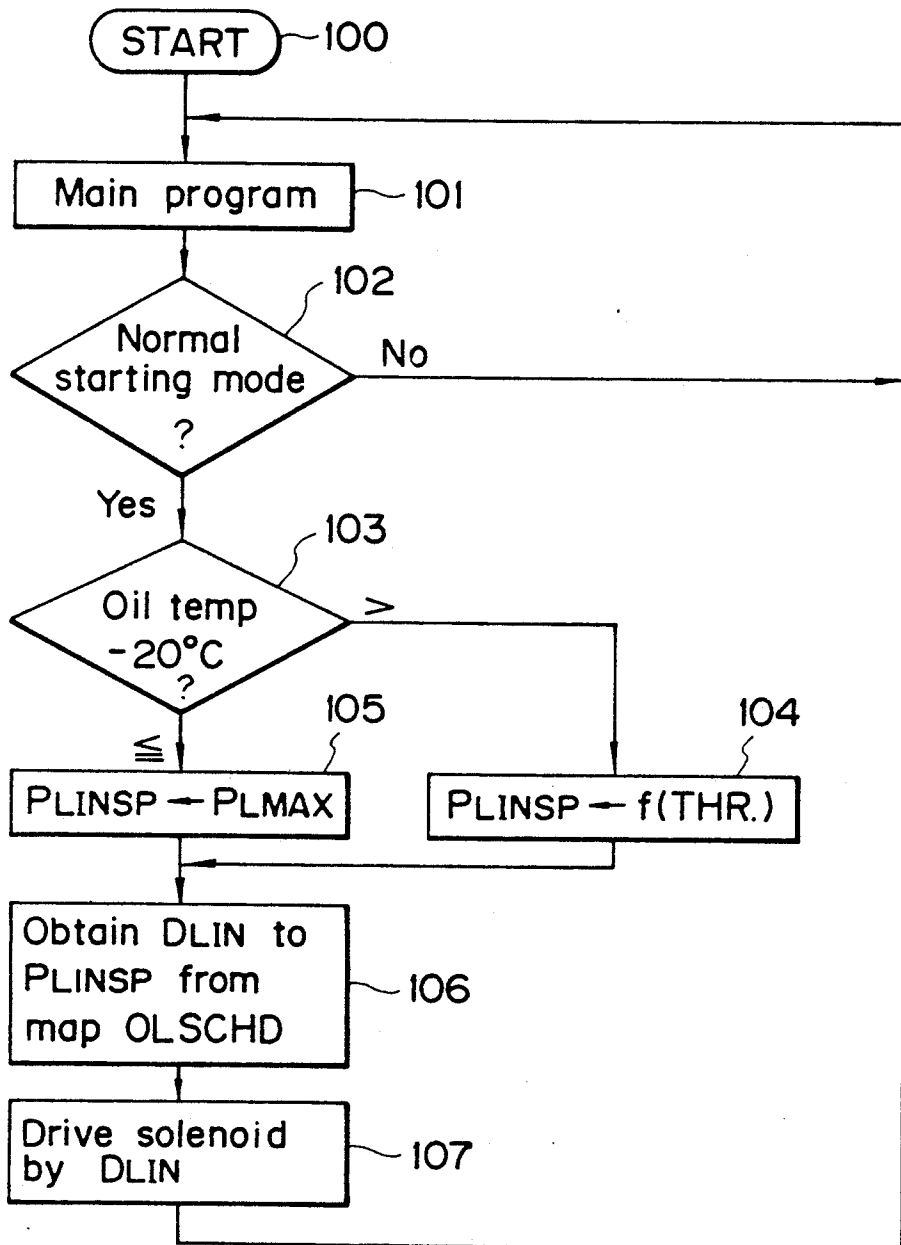 START
100
Main program
101
102
Normal
starting mode
?
No
Yes
103
Oil temp
-20°C
?
>
≦
105
PLINSP ← PLMAX
104
PLINSP ← f(THR.)
Obtain DLIN to
PLINSP from
map OLSCHD
106
Drive solenoid
by DLIN
107